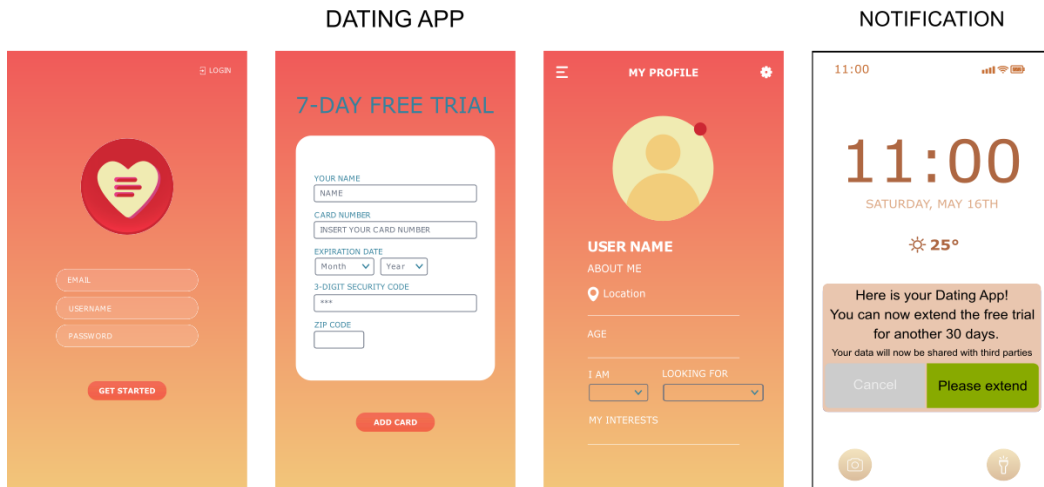 DATING APP
NOTIFICATION
LOGIN
EMAIL
USERNAME
PASSWORD
GET STARTED
7-DAY FREE TRIAL
YOUR NAME
NAME
CARD NUMBER
INSERT YOUR CARD NUMBER
EXPIRATION DATE
Month Year
3-DIGIT SECURITY CODE
***
ZIP CODE
ADD CARD
MY PROFILE
USER NAME
ABOUT ME
Location
AGE
I AM LOOKING FOR
MY INTERESTS
11:00
11:00
SATURDAY, MAY 16TH
25°
Here is your Dating App!
You can now extend the free trial
for another 30 days.
Your data will now be shared with third parties
Cancel Please extend